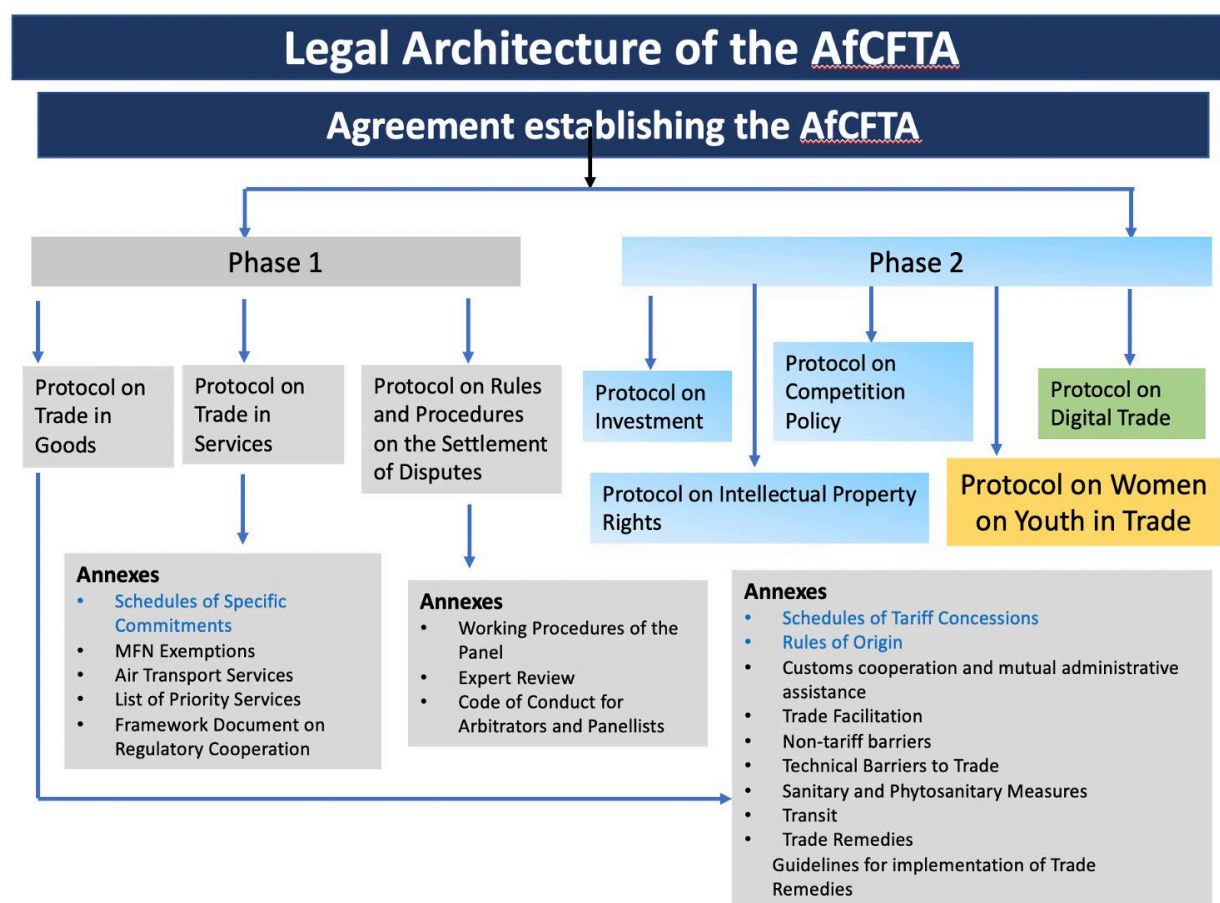 Legal Architecture of the AfCFTA
Agreement establishing the AfCFTA
Phase 1
Phase 2
Protocol on
Trade in
Goods
Protocol on
Trade in
Services
Protocol on Rules
and Procedures
on the Settlement
of Disputes
Protocol on
Investment
Protocol on
Competition
Policy
Protocol on
Digital Trade
Protocol on Intellectual Property
Rights
Protocol on Women
on Youth in Trade
Annexes
• Schedules of Specific
Commitments
• MFN Exemptions
• Air Transport Services
• List of Priority Services
• Framework Document on
Regulatory Cooperation
Annexes
• Working Procedures of the
Panel
• Expert Review
• Code of Conduct for
Arbitrators and Panellists
Annexes
• Schedules of Tariff Concessions
• Rules of Origin
• Customs cooperation and mutual administrative
assistance
• Trade Facilitation
• Non-tariff barriers
• Technical Barriers to Trade
• Sanitary and Phytosanitary Measures
• Transit
• Trade Remedies
Guidelines for implementation of Trade
Remedies